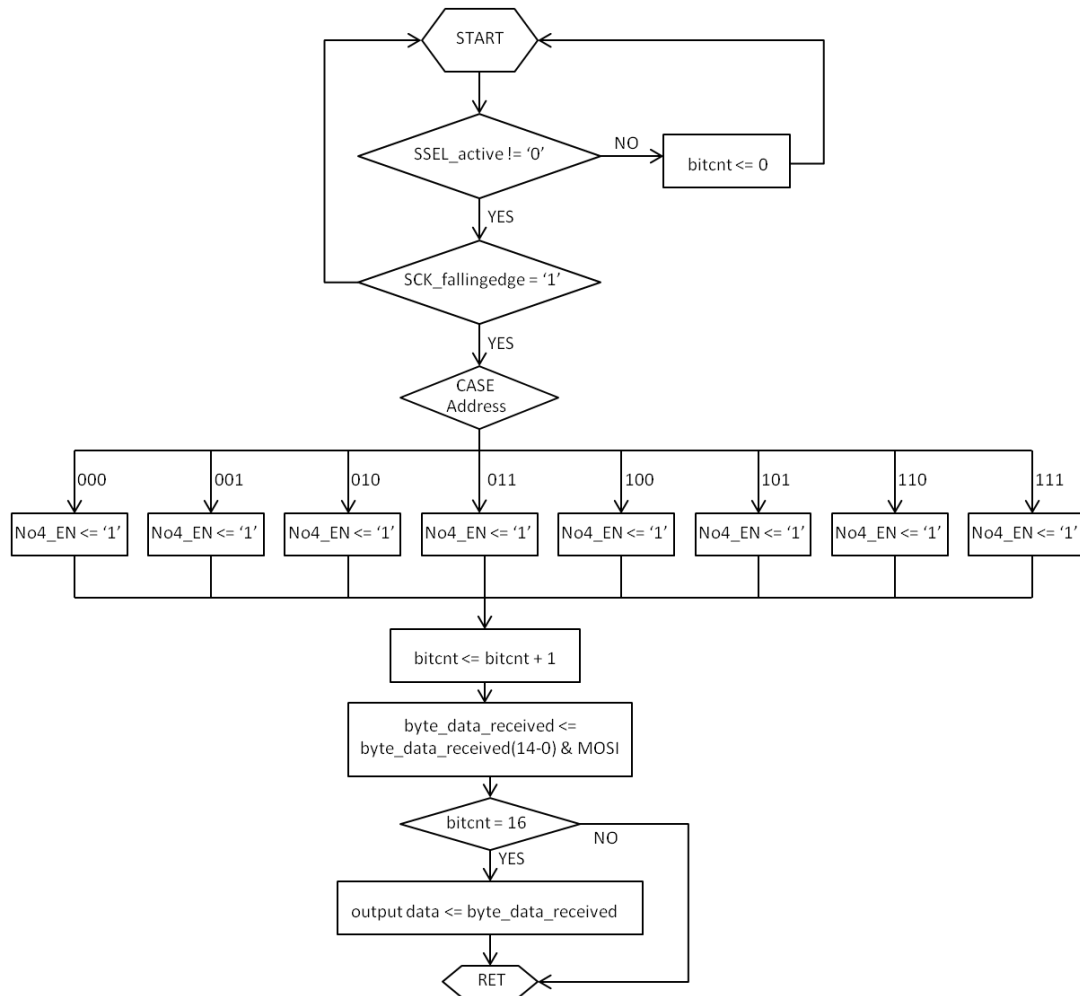 START
SSEL_active != ‘0’
NO
bitcnt <= 0
YES
SCK_fallingedge = ‘1’
YES
CASE
Address
000
001
010
011
100
101
110
111
No4_EN <= ‘1’
No4_EN <= ‘1’
No4_EN <= ‘1’
No4_EN <= ‘1’
No4_EN <= ‘1’
No4_EN <= ‘1’
No4_EN <= ‘1’
No4_EN <= ‘1’
bitcnt <= bitcnt + 1
byte_data_received <=
byte_data_received(14-0) & MOSI
bitcnt = 16
NO
YES
output data <= byte_data_received
RET